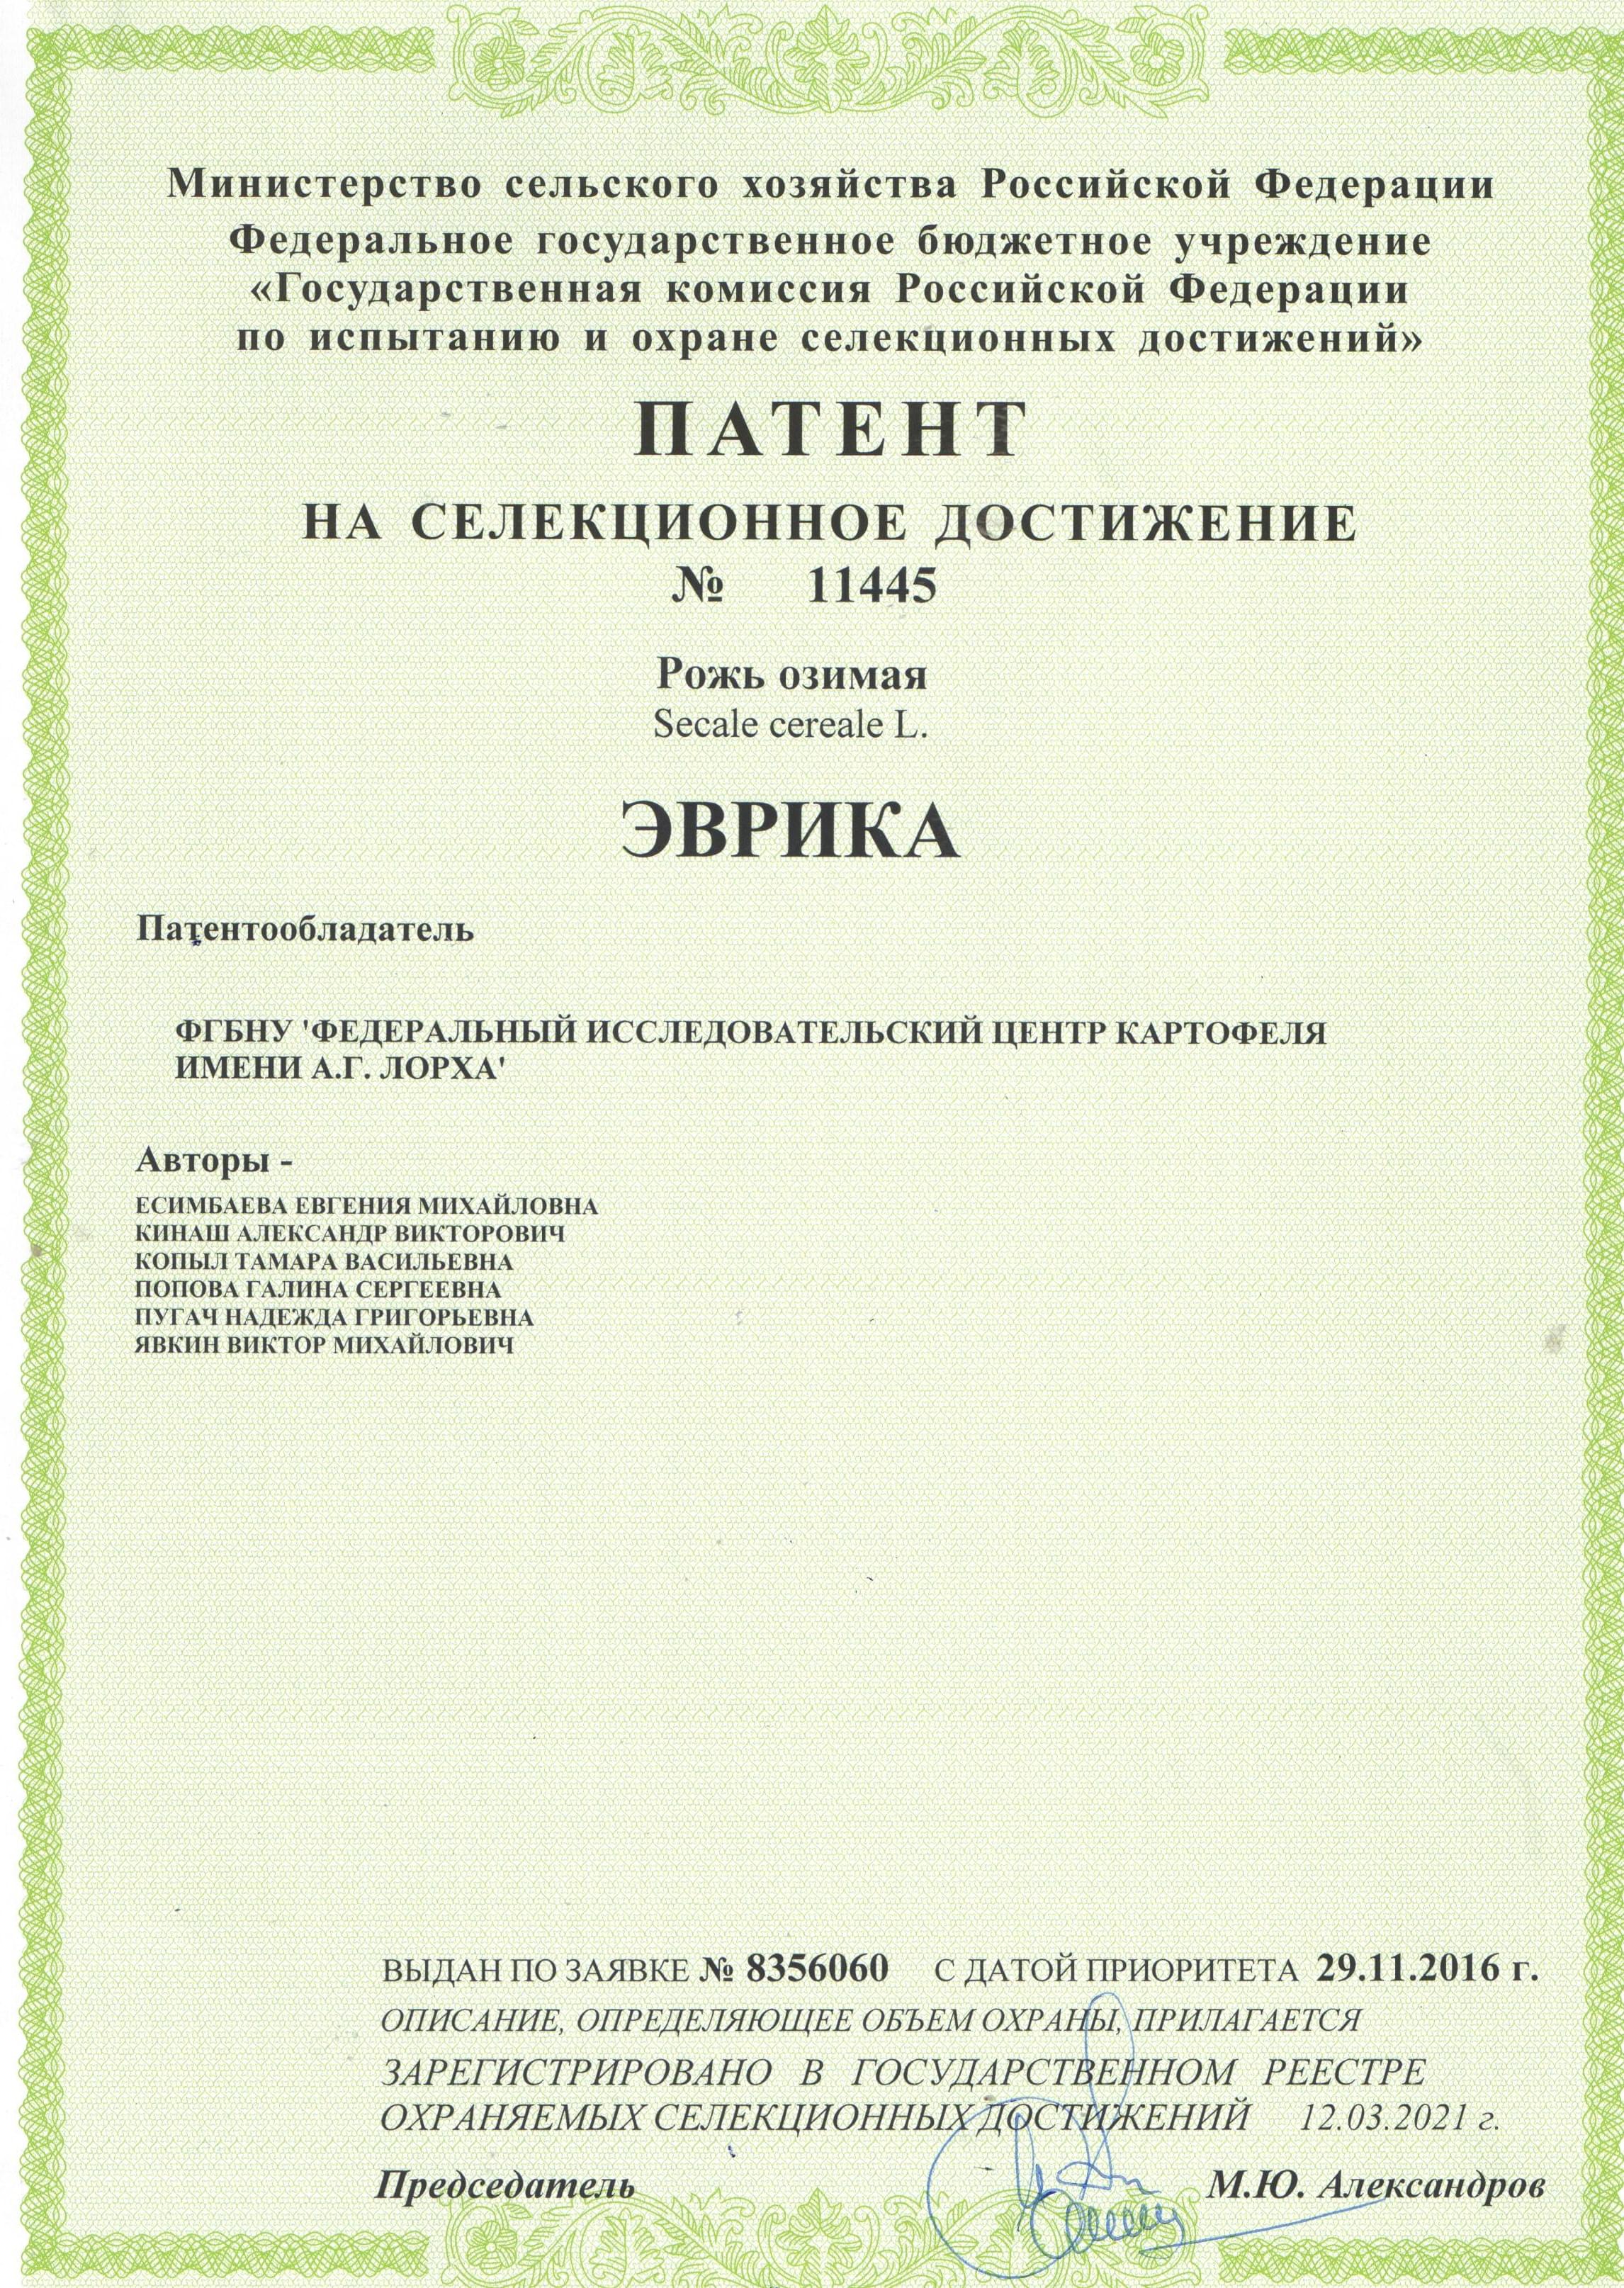 Министерство сельского хозяйства Российской Федерации
Федеральное государственное бюджетное учреждение
«Государственная комиссия Российской Федерации
по испытанию и охране селекционных достижений»
ПАТЕНТ
НА СЕЛЕКЦИОННОЕ ДОСТИЖЕНИЕ
№ 11445
Рожь озимая
Secale cereale L.
ЭВРИКА
Патентообладатель
ФГБНУ 'ФЕДЕРАЛЬНЫЙ ИССЛЕДОВАТЕЛЬСКИЙ ЦЕНТР КАРТОФЕЛЯ
ИМЕНИ А.Г. ЛОРХА'
Авторы -
ЕСИМБАЕВА ЕВГЕНИЯ МИХАЙЛОВНА
КИНАШ АЛЕКСАНДР ВИКТОРОВИЧ
КОПЫЛ ТАМАРА ВАСИЛЬЕВНА
ПОПОВА ГАЛИНА СЕРГЕЕВНА
ПУГАЧ НАДЕЖДА ГРИГОРЬЕВНА
ЯВКИН ВИКТОР МИХАЙЛОВИЧ
ВЫДАН ПО ЗАЯВКЕ № 8356060 С ДАТОЙ ПРИОРИТЕТА 29.11.2016 г.
ОПИСАНИЕ, ОПРЕДЕЛЯЮЩЕЕ ОБЪЕМ ОХРАНЫ, ПРИЛАГАЕТСЯ
ЗАРЕГИСТРИРОВАНО В ГОСУДАРСТВЕННОМ РЕЕСТРЕ
ОХРАНЯЕМЫХ СЕЛЕКЦИОННЫХ ДОСТИЖЕНИЙ 12.03.2021 г.
Председатель М.Ю. Александров